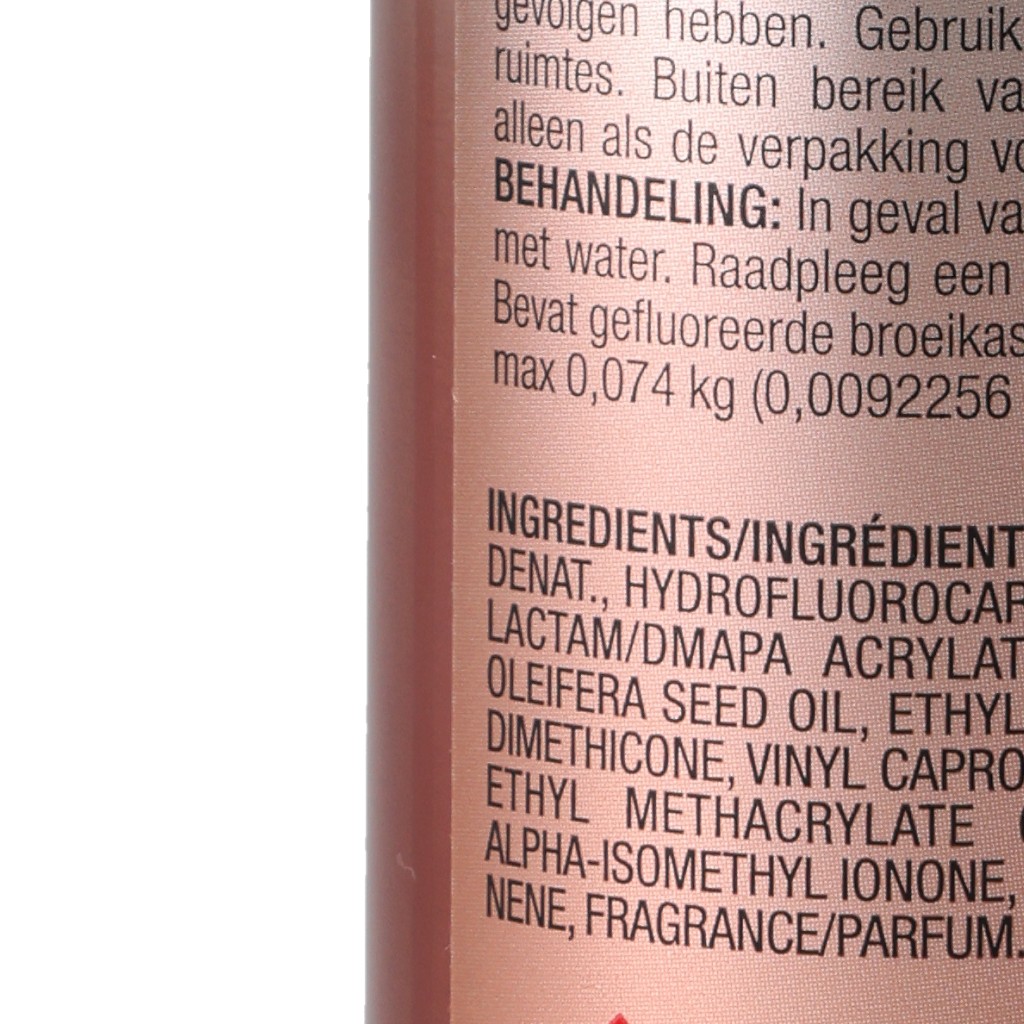 gevolgen hebben. Gebruik
ruimtes. Buiten bereik va
alleen als de verpakking vo
BEHANDELING: In geval va
met water. Raadpleeg een
Bevat gefluoreerde broeikas
max 0,074 kg (0,0092256
INGREDIENTS/INGRÉDIENT
DENAT., HYDROFLUOROCAR
LACTAM/DMAPA ACRYLAT
OLEIFERA SEED OIL, ETHYL
DIMETHICONE, VINYL CAPRO
ETHYL METHACRYLATE
ALPHA-ISOMETHYL IONONE,
NENE, FRAGRANCE/PARFUM.